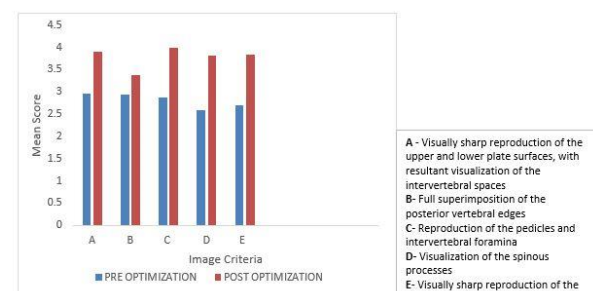 4.5
4
3.5
3
2.5
2
1.5
1
0.5
0
Mean Score
A B C D E
Image Criteria
PRE OPTIMIZATION POST OPTIMIZATION
A - Visually sharp reproduction of the
upper and lower plate surfaces, with
resultant visualization of the
intervertebral spaces
B- Full superimposition of the
posterior vertebral edges
C- Reproduction of the pedicles and
intervertebral foramina
D- Visualization of the spinous
processes
E- Visually sharp reproduction of the